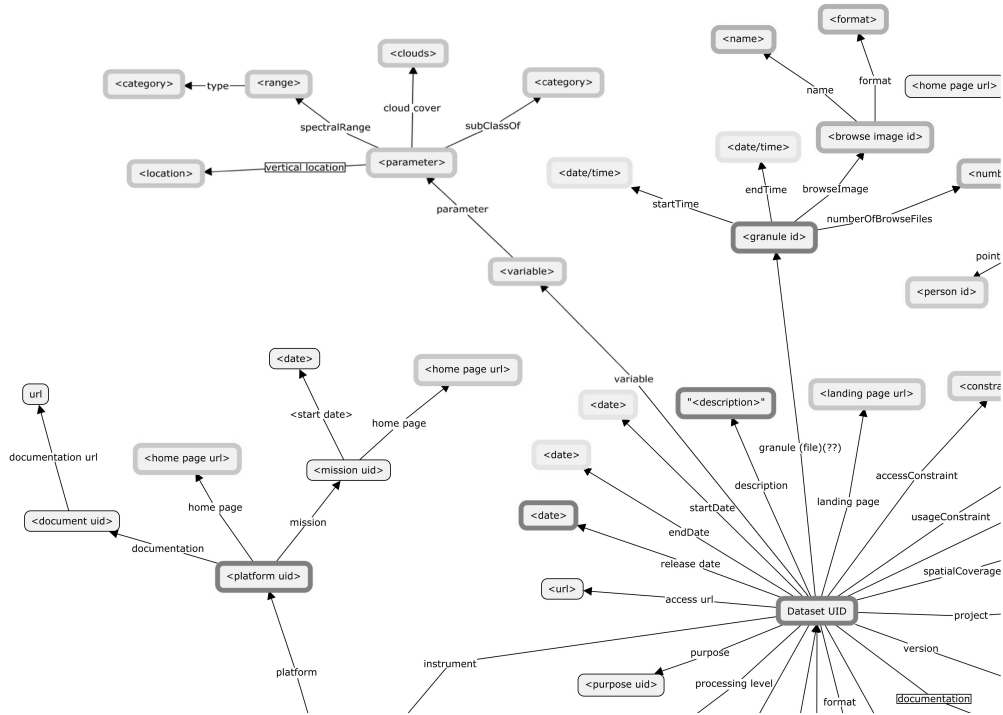 <format>
<name>
<clouds>
<category>
<category>
type
<range>
<home page url>
format
name
cloud cover
spectralRange
subClassOf
<browse image id>
<date/time>
<parameter>
vertical location
<location>
<date/time>
endTime
browseImage
startTime
numberOfBrowseFiles
parameter
<granule id>
point
<variable>
<person id>
<date>
<home page url>
variable
url
<landing page url>
"<description>"
<date>
<start date>
home page
granule (file)(??)
documentation url
<home page url>
<date>
<mission uid>
accessConstraint
description
landing page
home page
startDate
<date>
usageConstraint
<document uid>
mission
endDate
documentation
release date
spatialCoverage
<platform uid>
<url>
access url
Dataset UID
project
version
purpose
instrument
platform
<purpose uid>
processing level
documentation
format